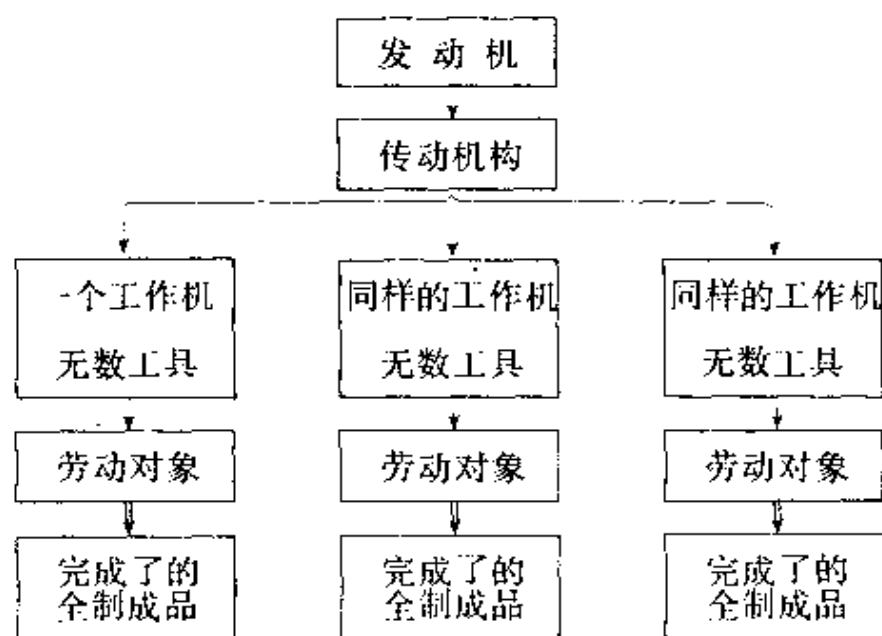 发动机
传动机构
一个工作机
无数工具
同样的工作机
无数工具
同样的工作机
无数工具
劳动对象
劳动对象
劳动对象
完成了的
全制成品
完成了的
全制成品
完成了的
全制成品